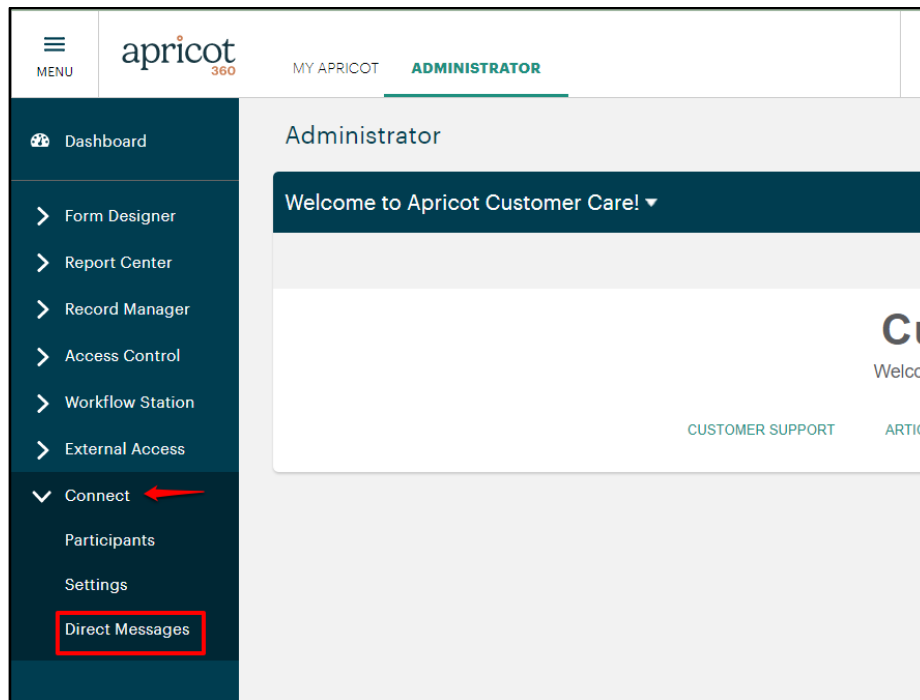 MENU
apricot
360
MY APRICOT
ADMINISTRATOR
Dashboard
Form Designer
Report Center
Record Manager
Access Control
Workflow Station
External Access
Connect
Participants
Settings
Direct Messages
Administrator
Welcome to Apricot Customer Care!
CUSTOMER SUPPORT